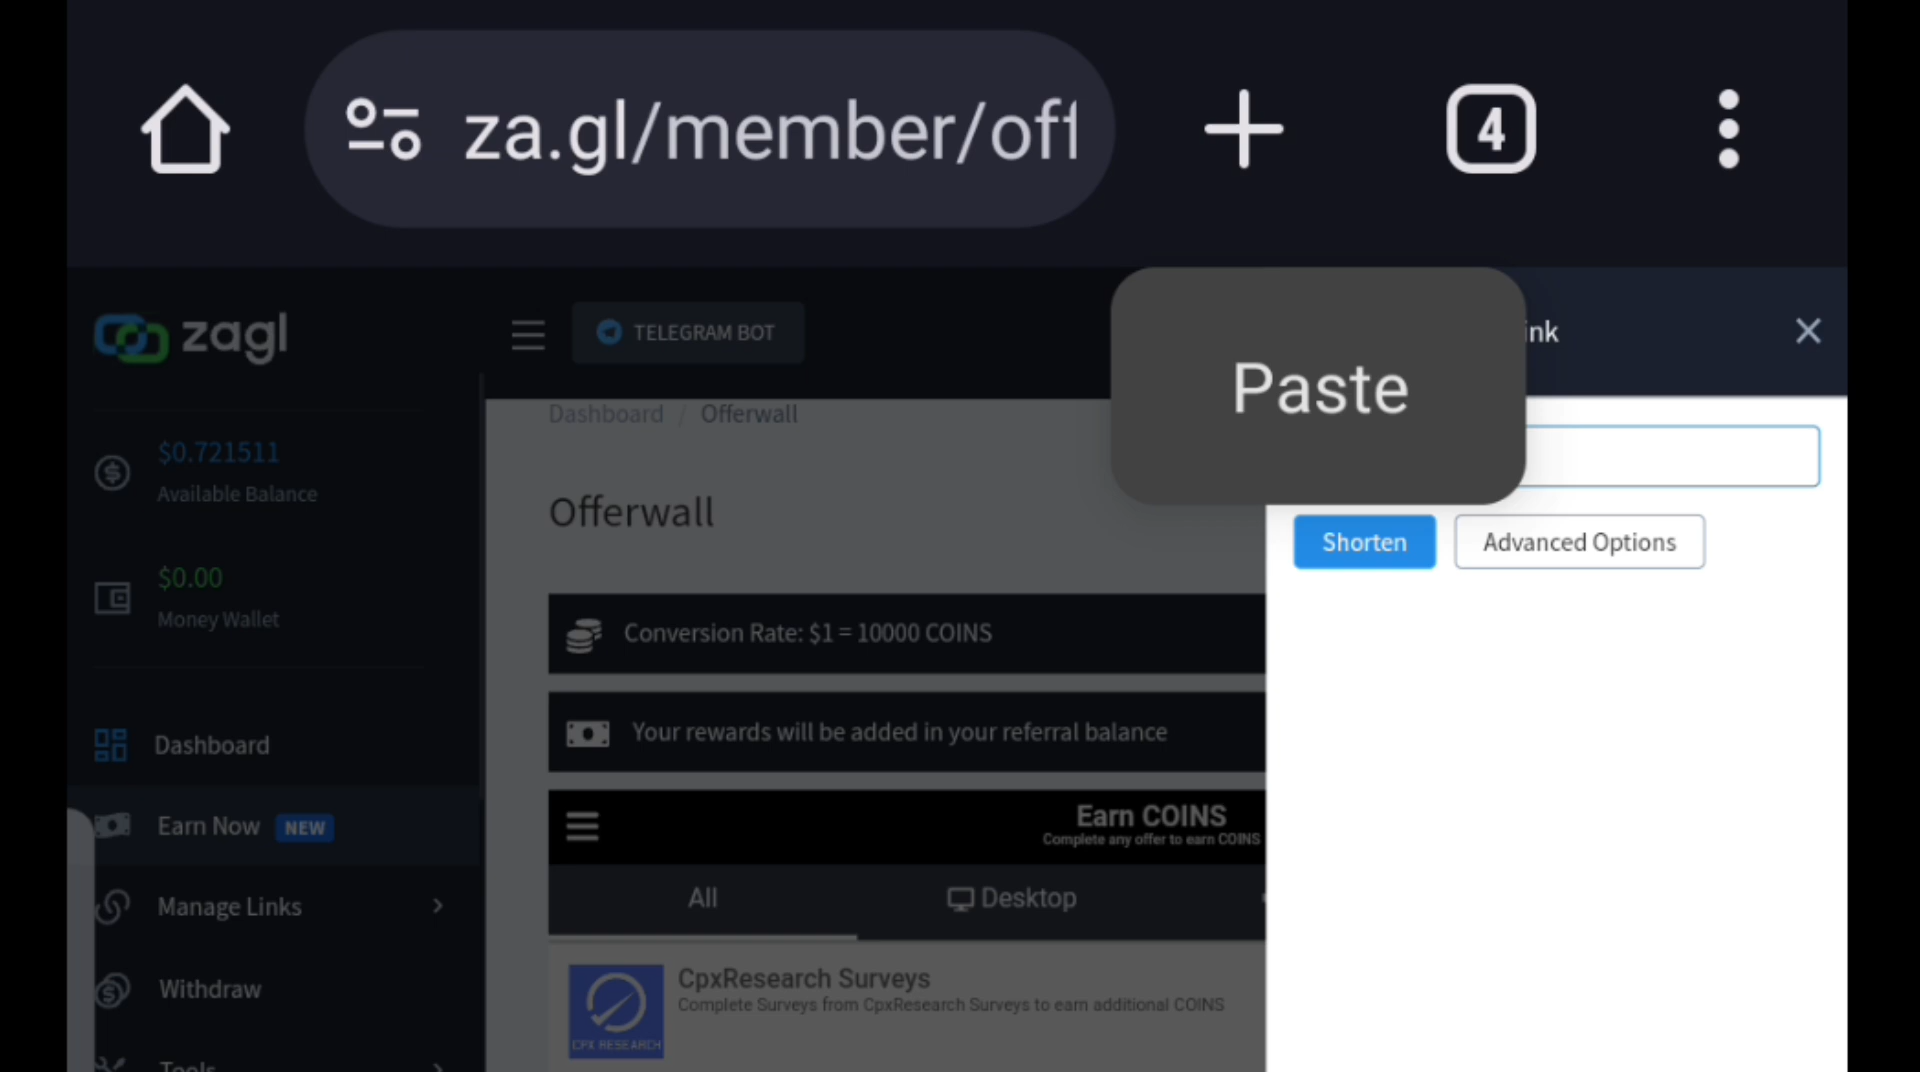 za.gl/member/off
4
zagl
TELEGRAM BOT
Paste
ink
$0.721511
Available Balance
$0.00
Money Wallet
Dashboard
Earn Now NEW
Manage Links
Withdraw
Tools
Dashboard / Offerwall
Offerwall
Conversion Rate: $1 = 10000 COINS
Your rewards will be added in your referral balance
Earn COINS
Complete any offer to earn COINS
All
Desktop
CpxResearch Surveys
Complete Surveys from CpxResearch Surveys to earn additional COINS
CPX RESEARCH
Shorten
Advanced Options